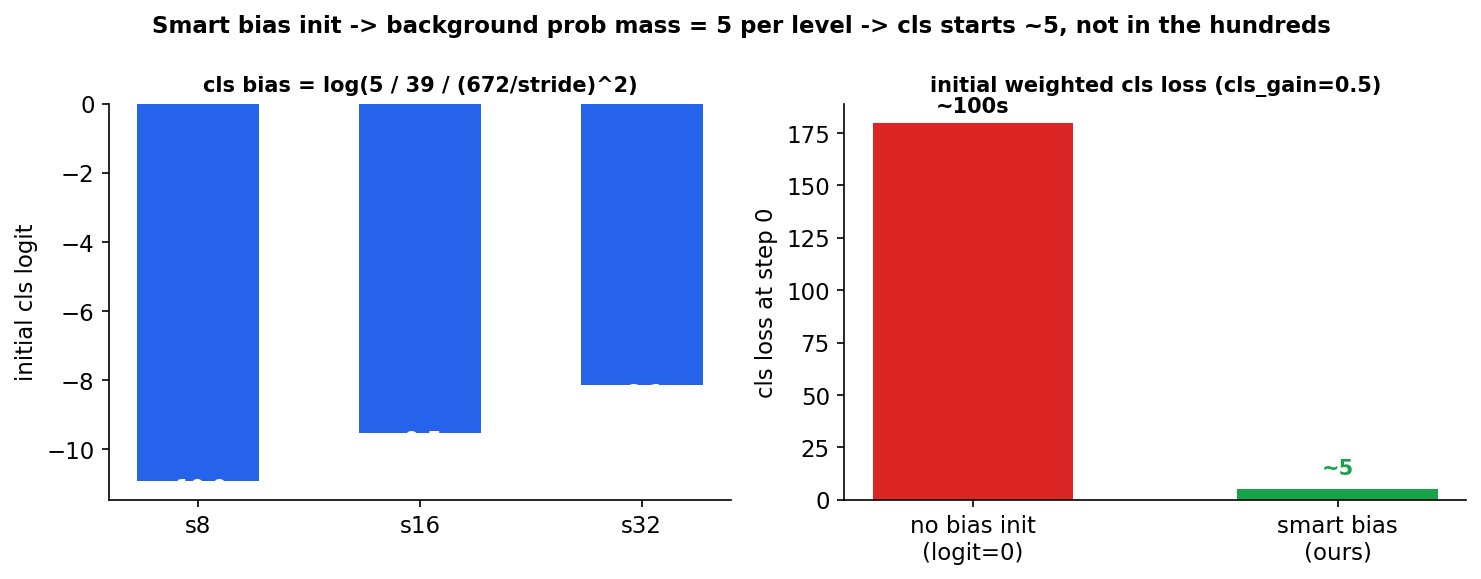 Smart bias init -> background prob mass = 5 per level -> cls starts ~5, not in the hundreds
cls bias = log(5 / 39 / (672/stride)^2)
initial cls logit
0
−2
−4
−6
−8
−10
s8
s16
s32
initial weighted cls loss (cls_gain=0.5)
cls loss at step 0
~100s
175
150
125
100
75
50
25
0
~5
no bias init
(logit=0)
smart bias
(ours)